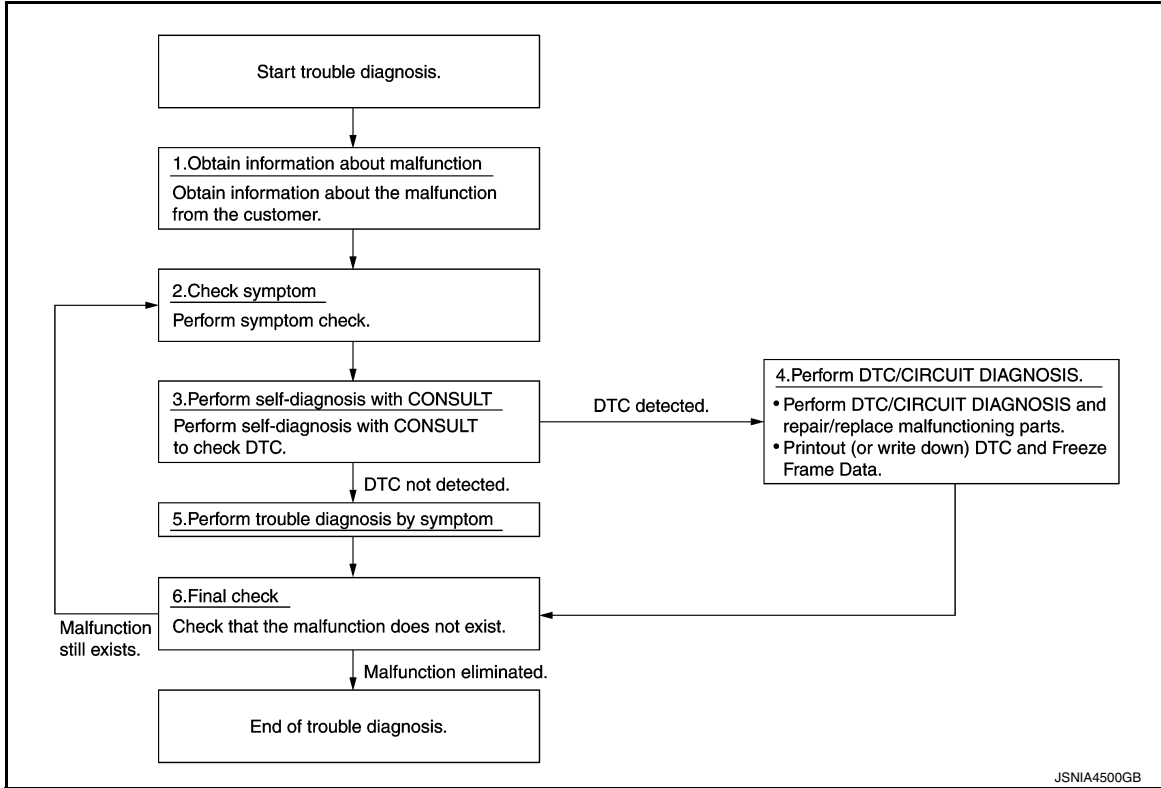 Start trouble diagnosis.
1.Obtain information about malfunction
Obtain information about the malfunction
from the customer.
2.Check symptom
Perform symptom check.
3.Perform self-diagnosis with CONSULT
Perform self-diagnosis with CONSULT
to check DTC.
DTC detected.
4.Perform DTC/CIRCUIT DIAGNOSIS.
• Perform DTC/CIRCUIT DIAGNOSIS and
repair/replace malfunctioning parts.
• Printout (or write down) DTC and Freeze
Frame Data.
DTC not detected.
5.Perform trouble diagnosis by symptom
6.Final check
Check that the malfunction does not exist.
Malfunction
still exists.
Malfunction eliminated.
End of trouble diagnosis.
JSNIA4500GB